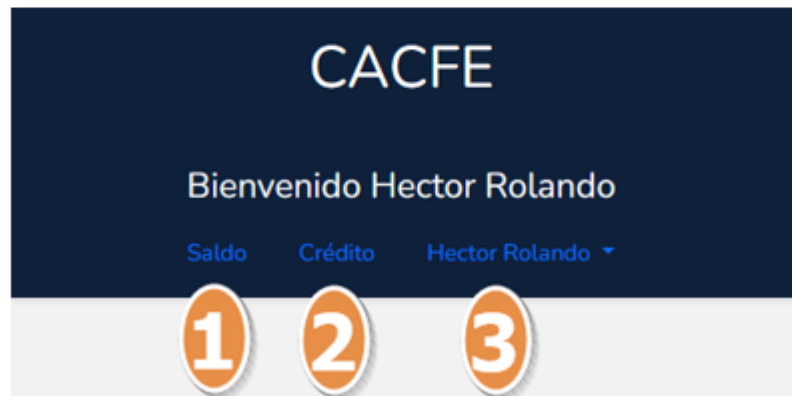 CACFE
Bienvenido Hector Rolando
Saldo Crédito Hector Rolando
1 2 3